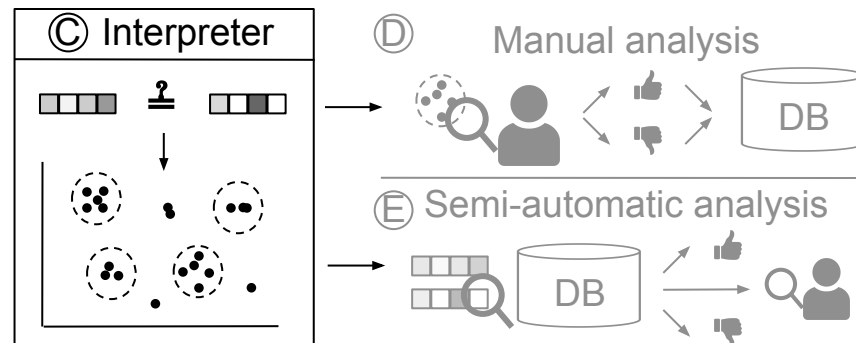 Ⓒ Interpreter
?
=
Ⓓ Manual analysis
DB
Ⓔ Semi-automatic analysis
DB